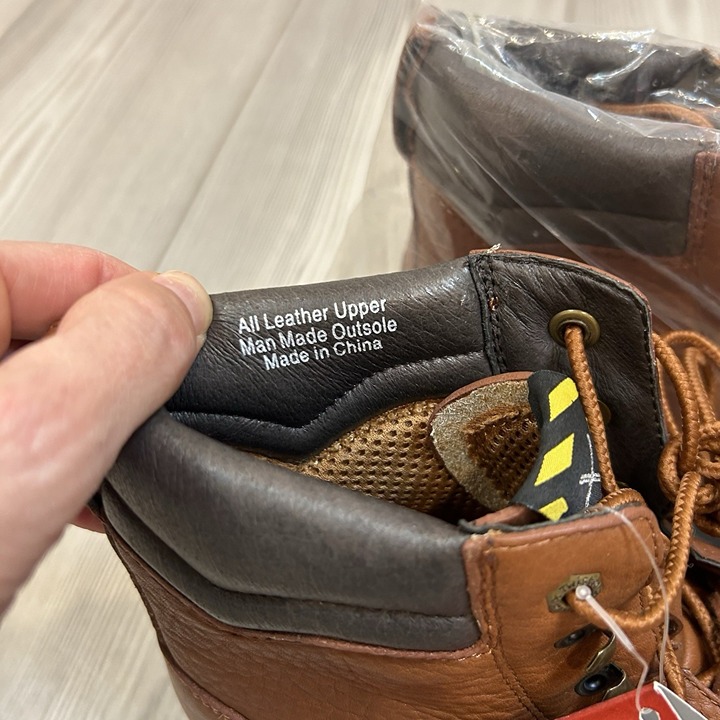 All Leather Upper
Man Made Outsole
Made in China